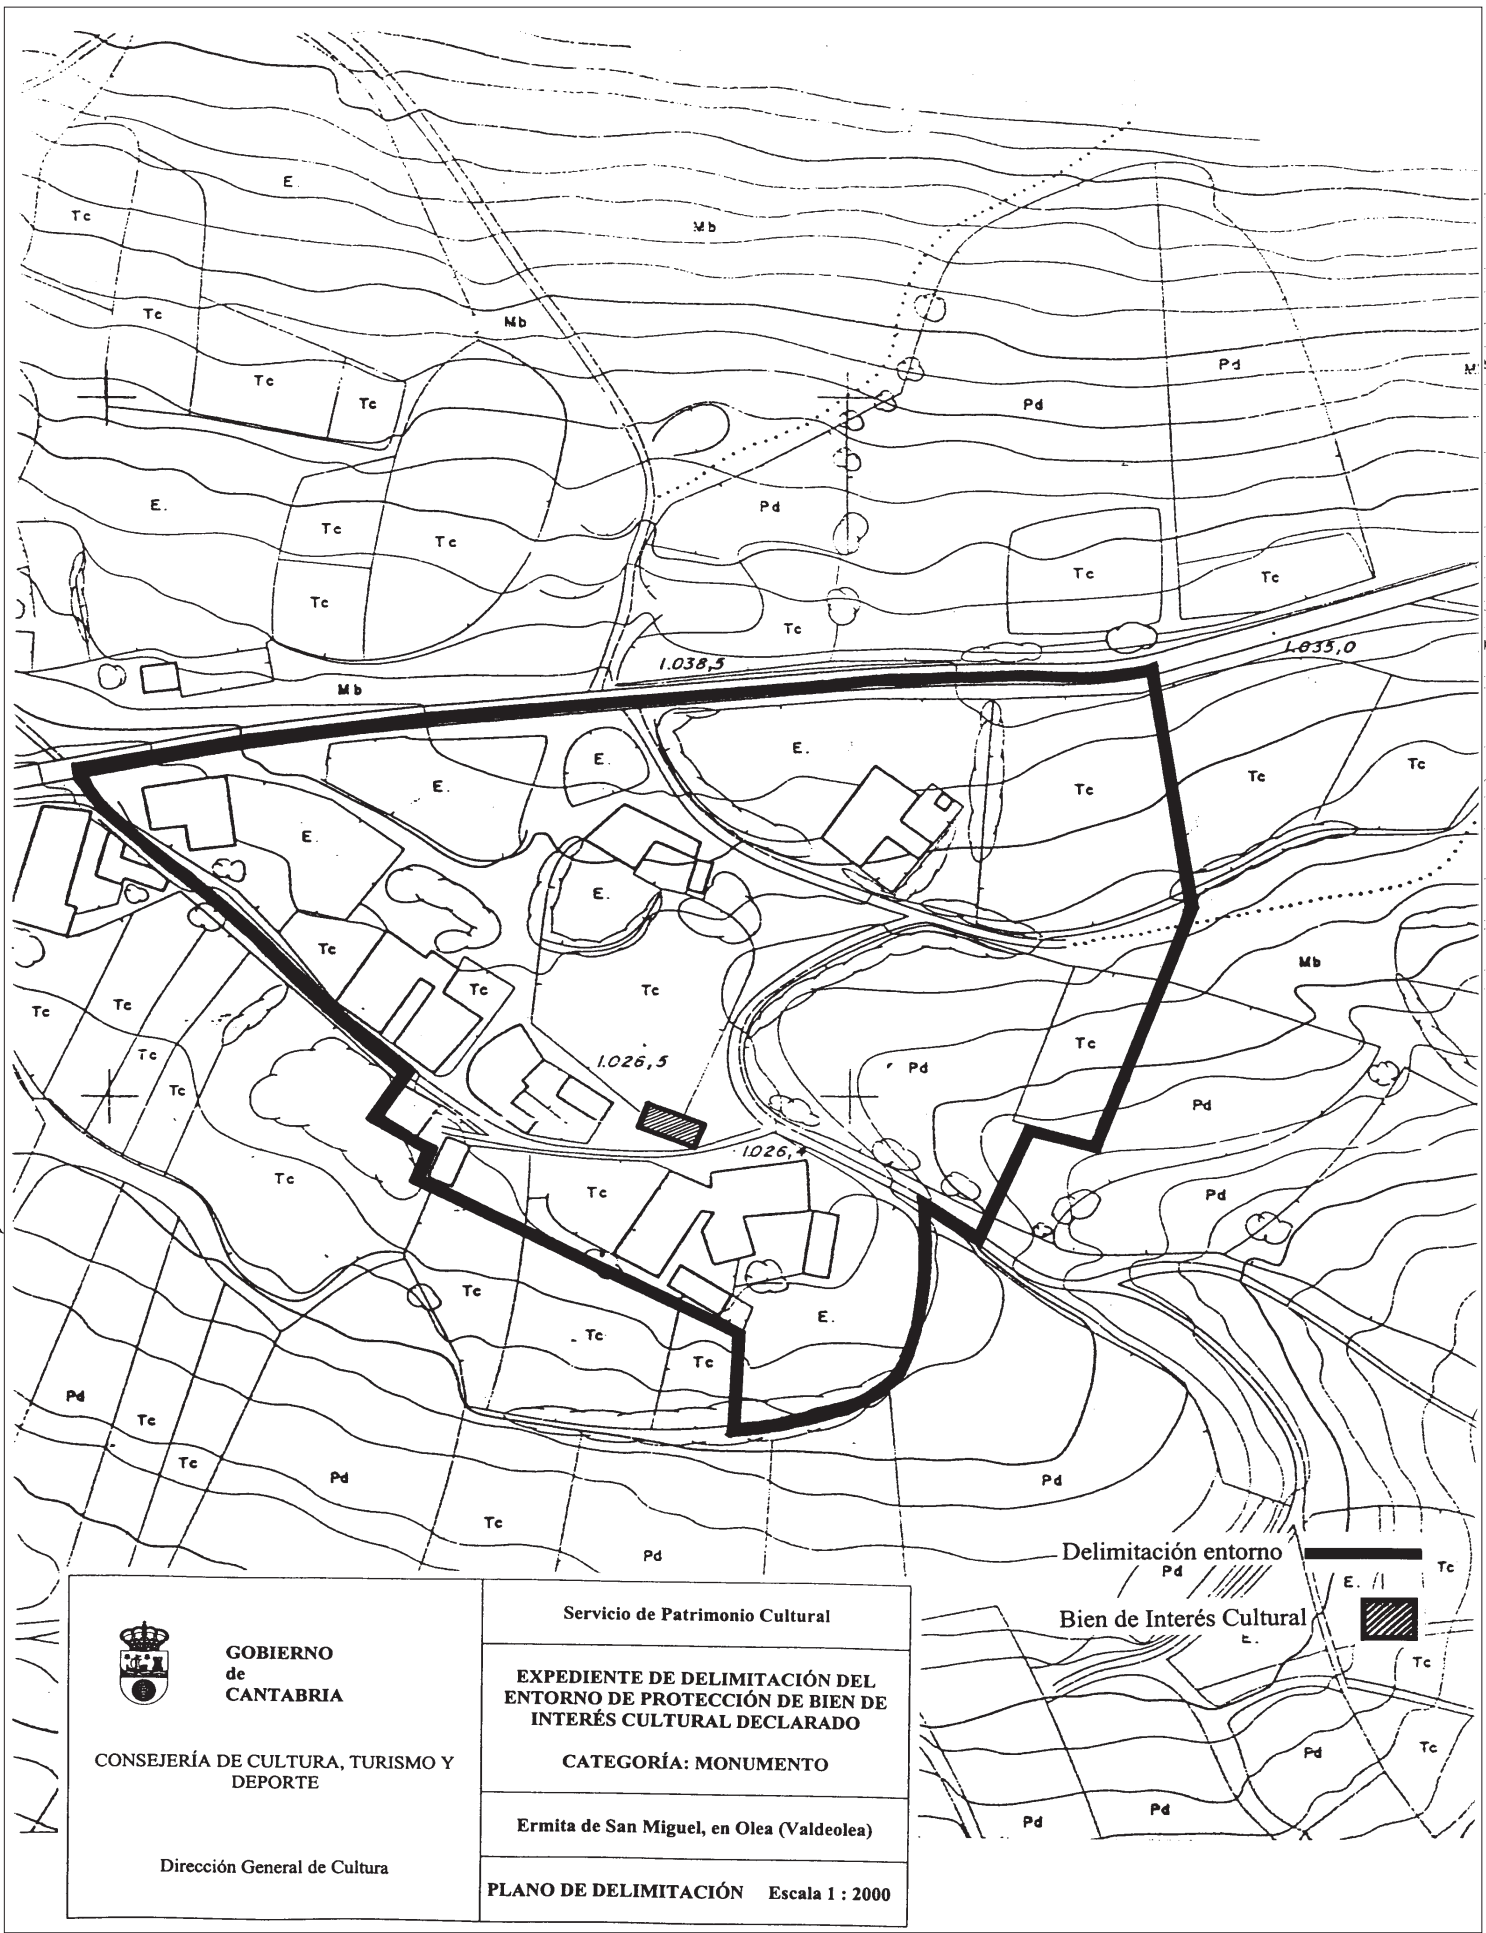 E.
Tc
Mb
Tc
Mb
Tc
Tc
Pd
M
Pd
E.
Pd
Tc
Tc
Tc
Tc
Tc
Tc
1.038,5
1.035,0
Mb
E.
E.
E.
Tc
Tc
Tc
E.
E.
Tc
Tc
Tc
Mb
Tc
Tc
Tc
1.026,5
Tc
Pd
Tc
Pd
1.026,4
Tc
Tc
Pd
Tc
E.
Tc
Tc
Pd
Tc
Tc
Pd
Pd
Tc
Pd
Delimitación entorno
Pd
E.
Tc
Bien de Interés Cultural
E.
Tc
Pd
Tc
Pd
Pd
GOBIERNO
de
CANTABRIA
CONSEJERÍA DE CULTURA, TURISMO Y
DEPORTE
Dirección General de Cultura
Servicio de Patrimonio Cultural
EXPEDIENTE DE DELIMITACIÓN DEL
ENTORNO DE PROTECCIÓN DE BIEN DE
INTERÉS CULTURAL DECLARADO
CATEGORÍA: MONUMENTO
Ermita de San Miguel, en Olea (Valdeolea)
PLANO DE DELIMITACIÓN Escala 1 : 2000